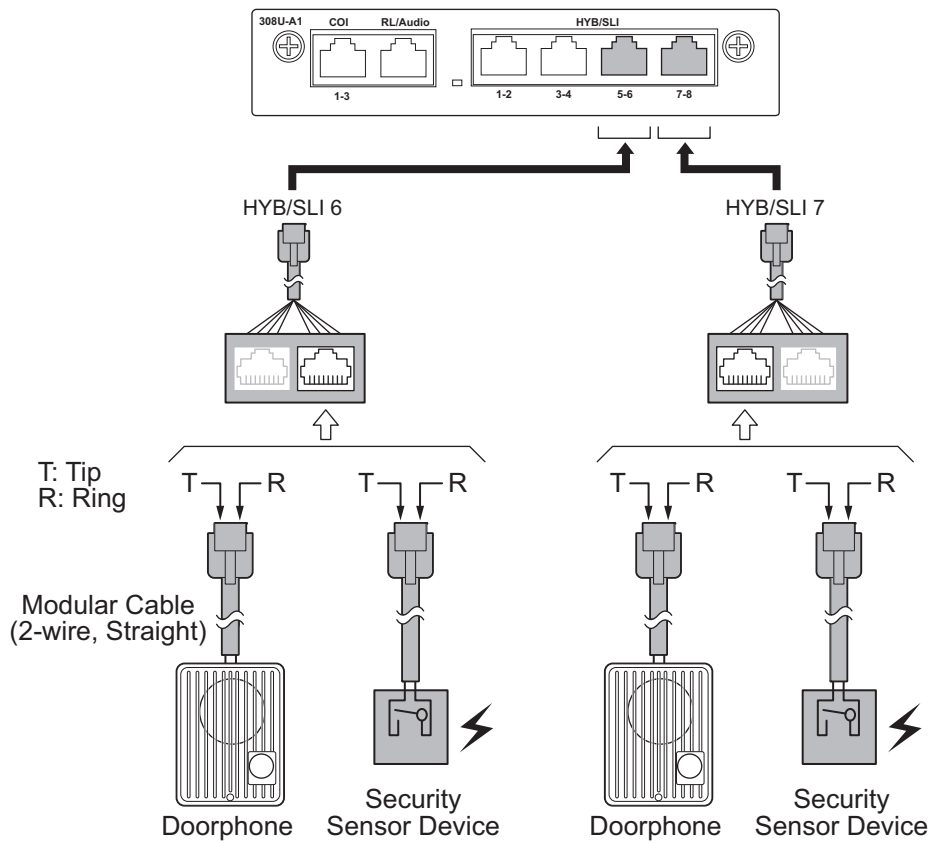 308U-A1 COI RL/Audio HYB/SLI
1-3 1-2 3-4 5-6 7-8
HYB/SLI 6 HYB/SLI 7
T: Tip
R: Ring
T R T R T R T R
Modular Cable
(2-wire, Straight)
Doorphone
Security
Sensor Device
Doorphone
Security
Sensor Device